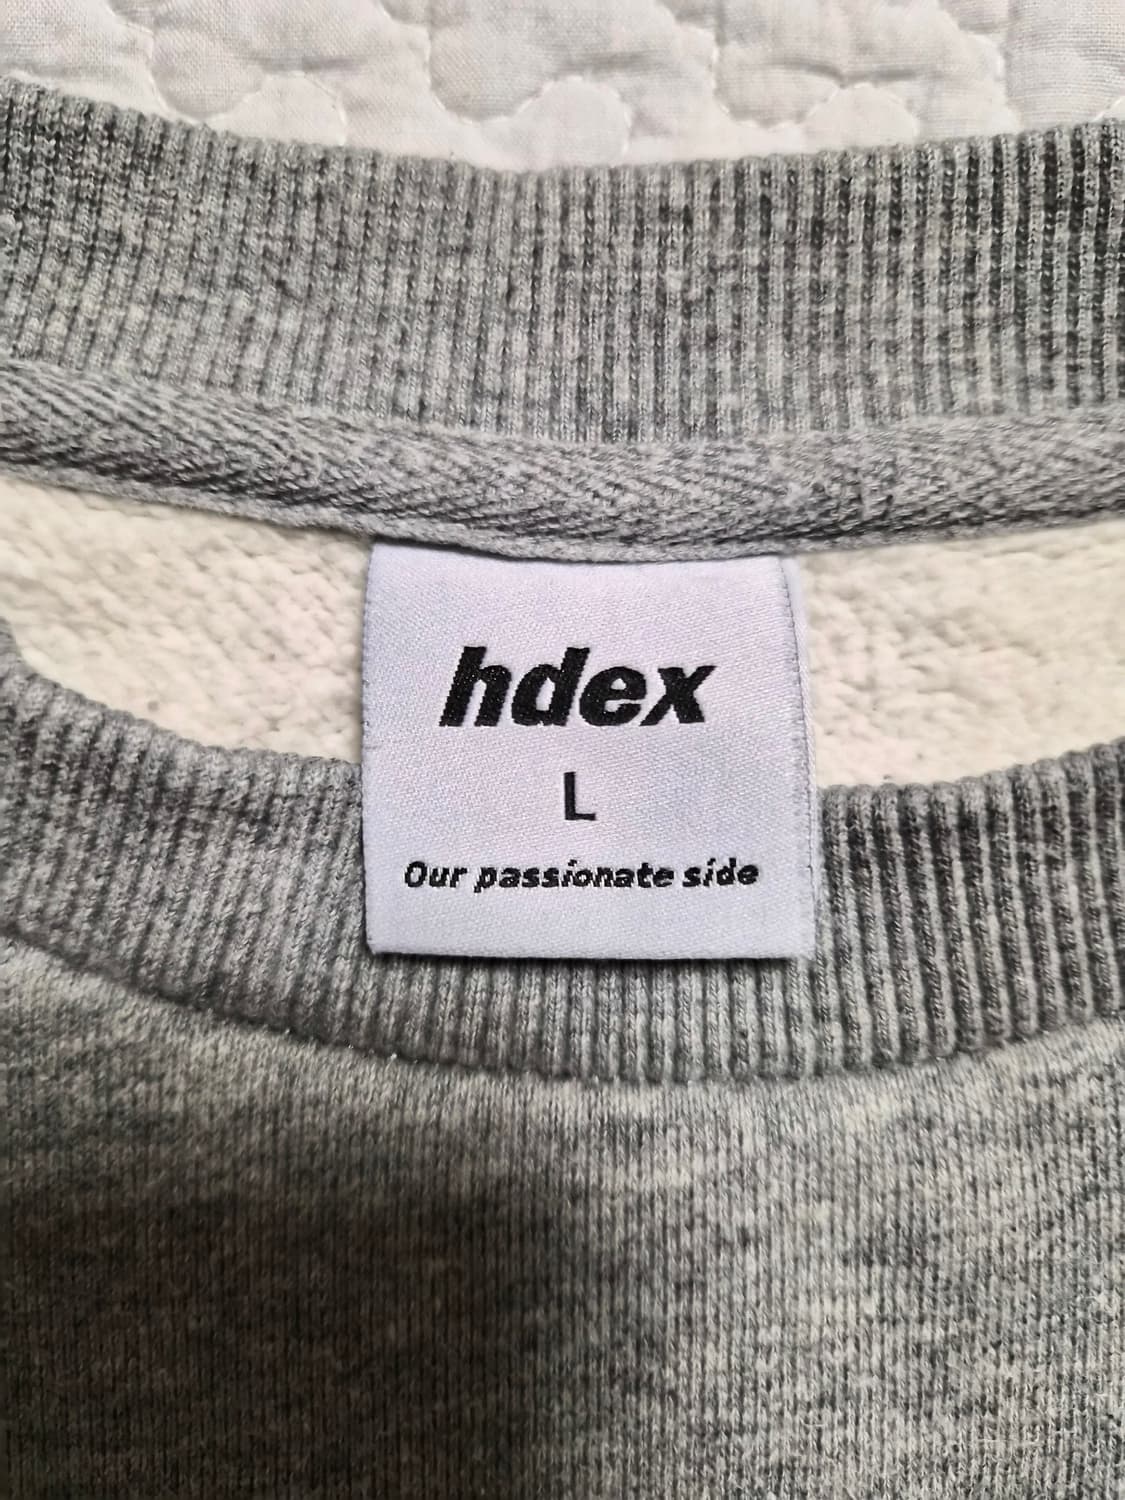 hdex
L
Our passionate side